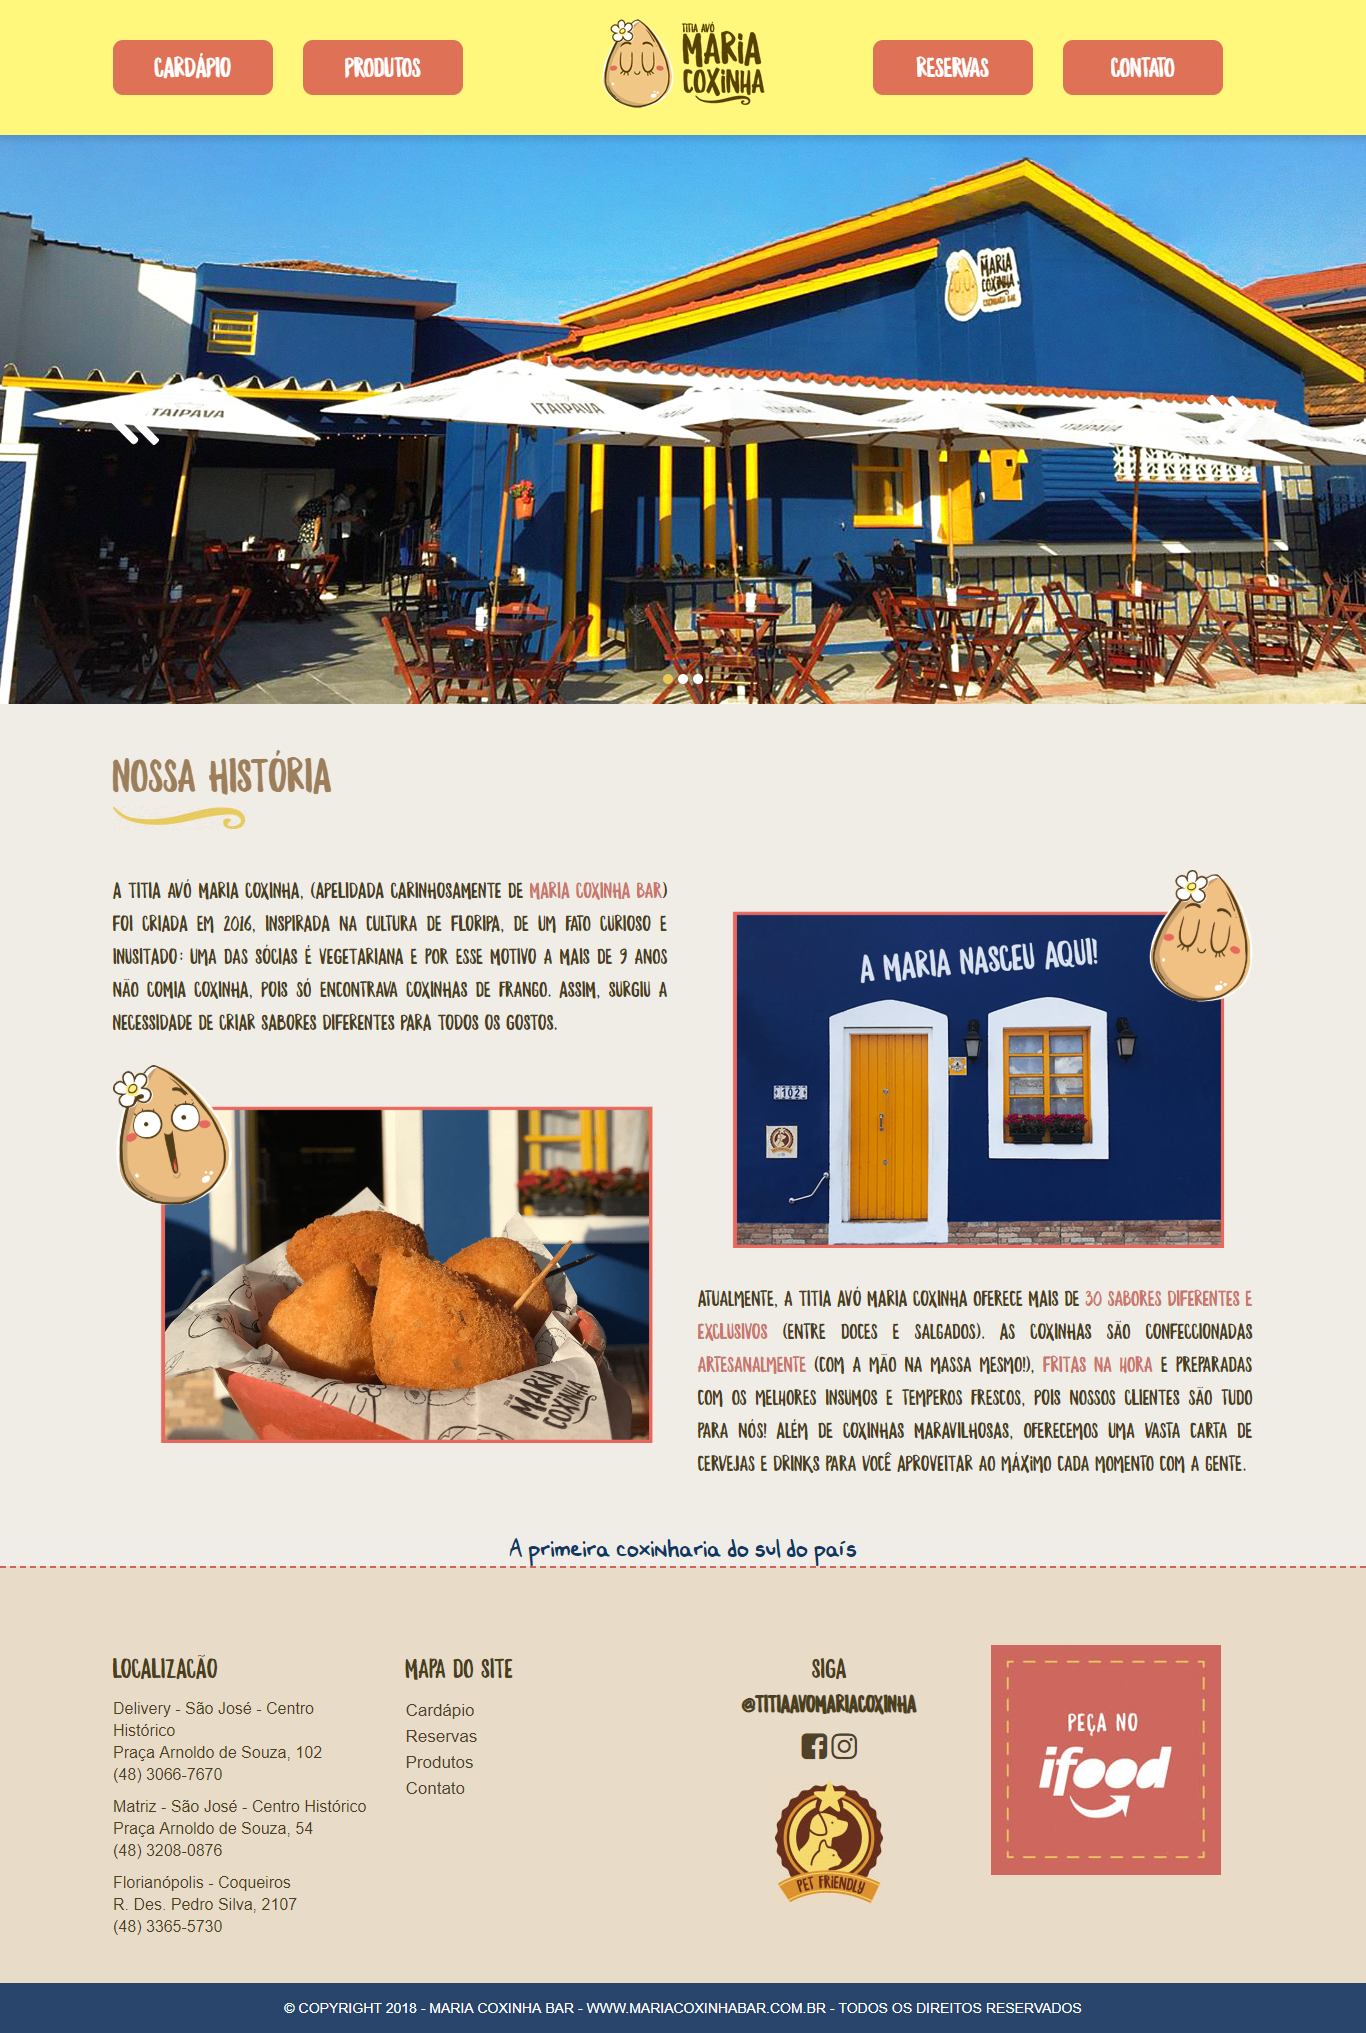 CARDÁPIO
PRODUTOS
TITIA AVÓ
MARIA
COXINHA
RESERVAS
CONTATO
MARIA
COXINHA
COXINHARIA BAR
ITAIPAVA
ITAIPAVA
ITAIPAVA
NOSSA HISTÓRIA
A TITIA AVÓ MARIA COXINHA, (APELIDADA CARINHOSAMENTE DE MARIA COXINHA BAR)
FOI CRIADA EM 2016, INSPIRADA NA CULTURA DE FLORIPA, DE UM FATO CURIOSO E
INUSITADO: UMA DAS SÓCIAS É VEGETARIANA E POR ESSE MOTIVO A MAIS DE 9 ANOS
NÃO COMIA COXINHA, POIS SÓ ENCONTRAVA COXINHAS DE FRANGO. ASSIM, SURGIU A
NECESSIDADE DE CRIAR SABORES DIFERENTES PARA TODOS OS GOSTOS.
A MARIA NASCEU AQUI!
102
MARIA
COXINHA
ATUALMENTE, A TITIA AVÓ MARIA COXINHA OFERECE MAIS DE 30 SABORES DIFERENTES E
EXCLUSIVOS (ENTRE DOCES E SALGADOS). AS COXINHAS SÃO CONFECCIONADAS
ARTESANALMENTE (COM A MÃO NA MASSA MESMO!), FRITAS NA HORA E PREPARADAS
COM OS MELHORES INSUMOS E TEMPEROS FRESCOS, POIS NOSSOS CLIENTES SÃO TUDO
PARA NÓS! ALÉM DE COXINHAS MARAVILHOSAS, OFERECEMOS UMA VASTA CARTA DE
CERVEJAS E DRINKS PARA VOCÊ APROVEITAR AO MÁXIMO CADA MOMENTO COM A GENTE.
A primeira coxinharia do sul do país
LOCALIZACÃO
Delivery - São José - Centro
Histórico
Praça Arnoldo de Souza, 102
(48) 3066-7670
Matriz - São José - Centro Histórico
Praça Arnoldo de Souza, 54
(48) 3208-0876
Florianópolis - Coqueiros
R. Des. Pedro Silva, 2107
(48) 3365-5730
MAPA DO SITE
Cardápio
Reservas
Produtos
Contato
SIGA
@TITIAAVOMARIACOXINHA
PET FRIENDLY
PEÇA NO
ifood
© COPYRIGHT 2018 - MARIA COXINHA BAR - WWW.MARIACOXINHABAR.COM.BR - TODOS OS DIREITOS RESERVADOS